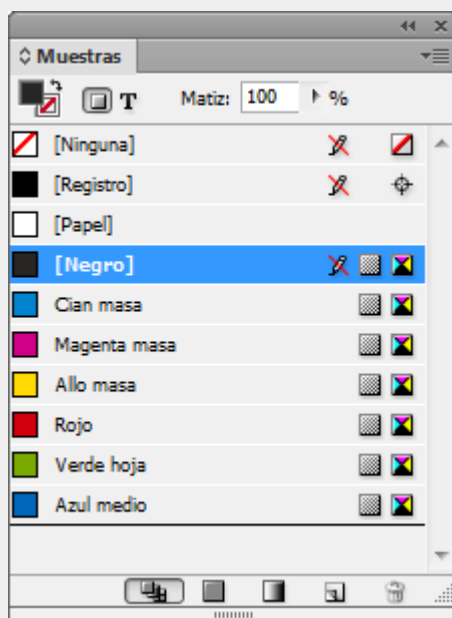 Muestras
T Matiz: 100 %
[Ninguna]
[Registro]
[Papel]
[Negro]
Cian masa
Magenta masa
Allo masa
Rojo
Verde hoja
Azul medio